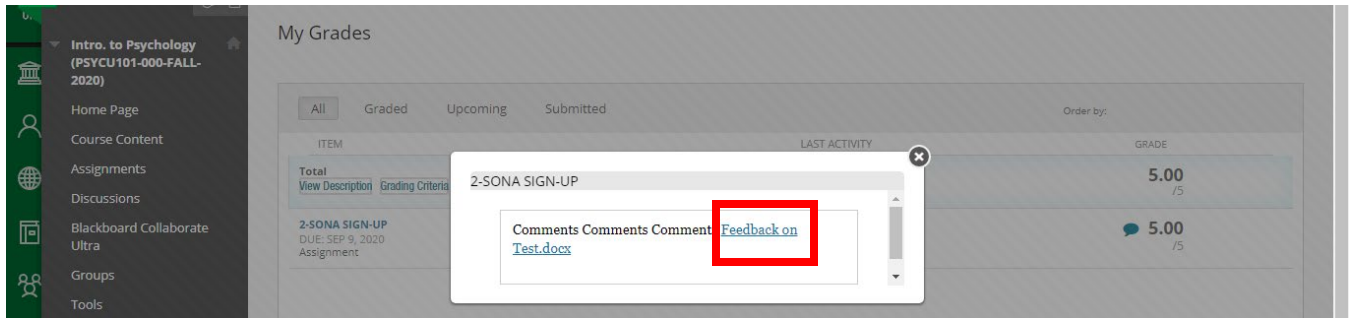 Intro. to Psychology
(PSYCU101-000-FALL-
2020)
Home Page
Course Content
Assignments
Discussions
Blackboard Collaborate
Ultra
Groups
Tools
My Grades
All Graded Upcoming Submitted Order by:
ITEM LAST ACTIVITY GRADE
Total
View Description Grading Criteria
5.00
/5
2-SONA SIGN-UP
DUE: SEP 9, 2020
Assignment
5.00
/5
2-SONA SIGN-UP
Comments Comments Comment Feedback on
Test.docx